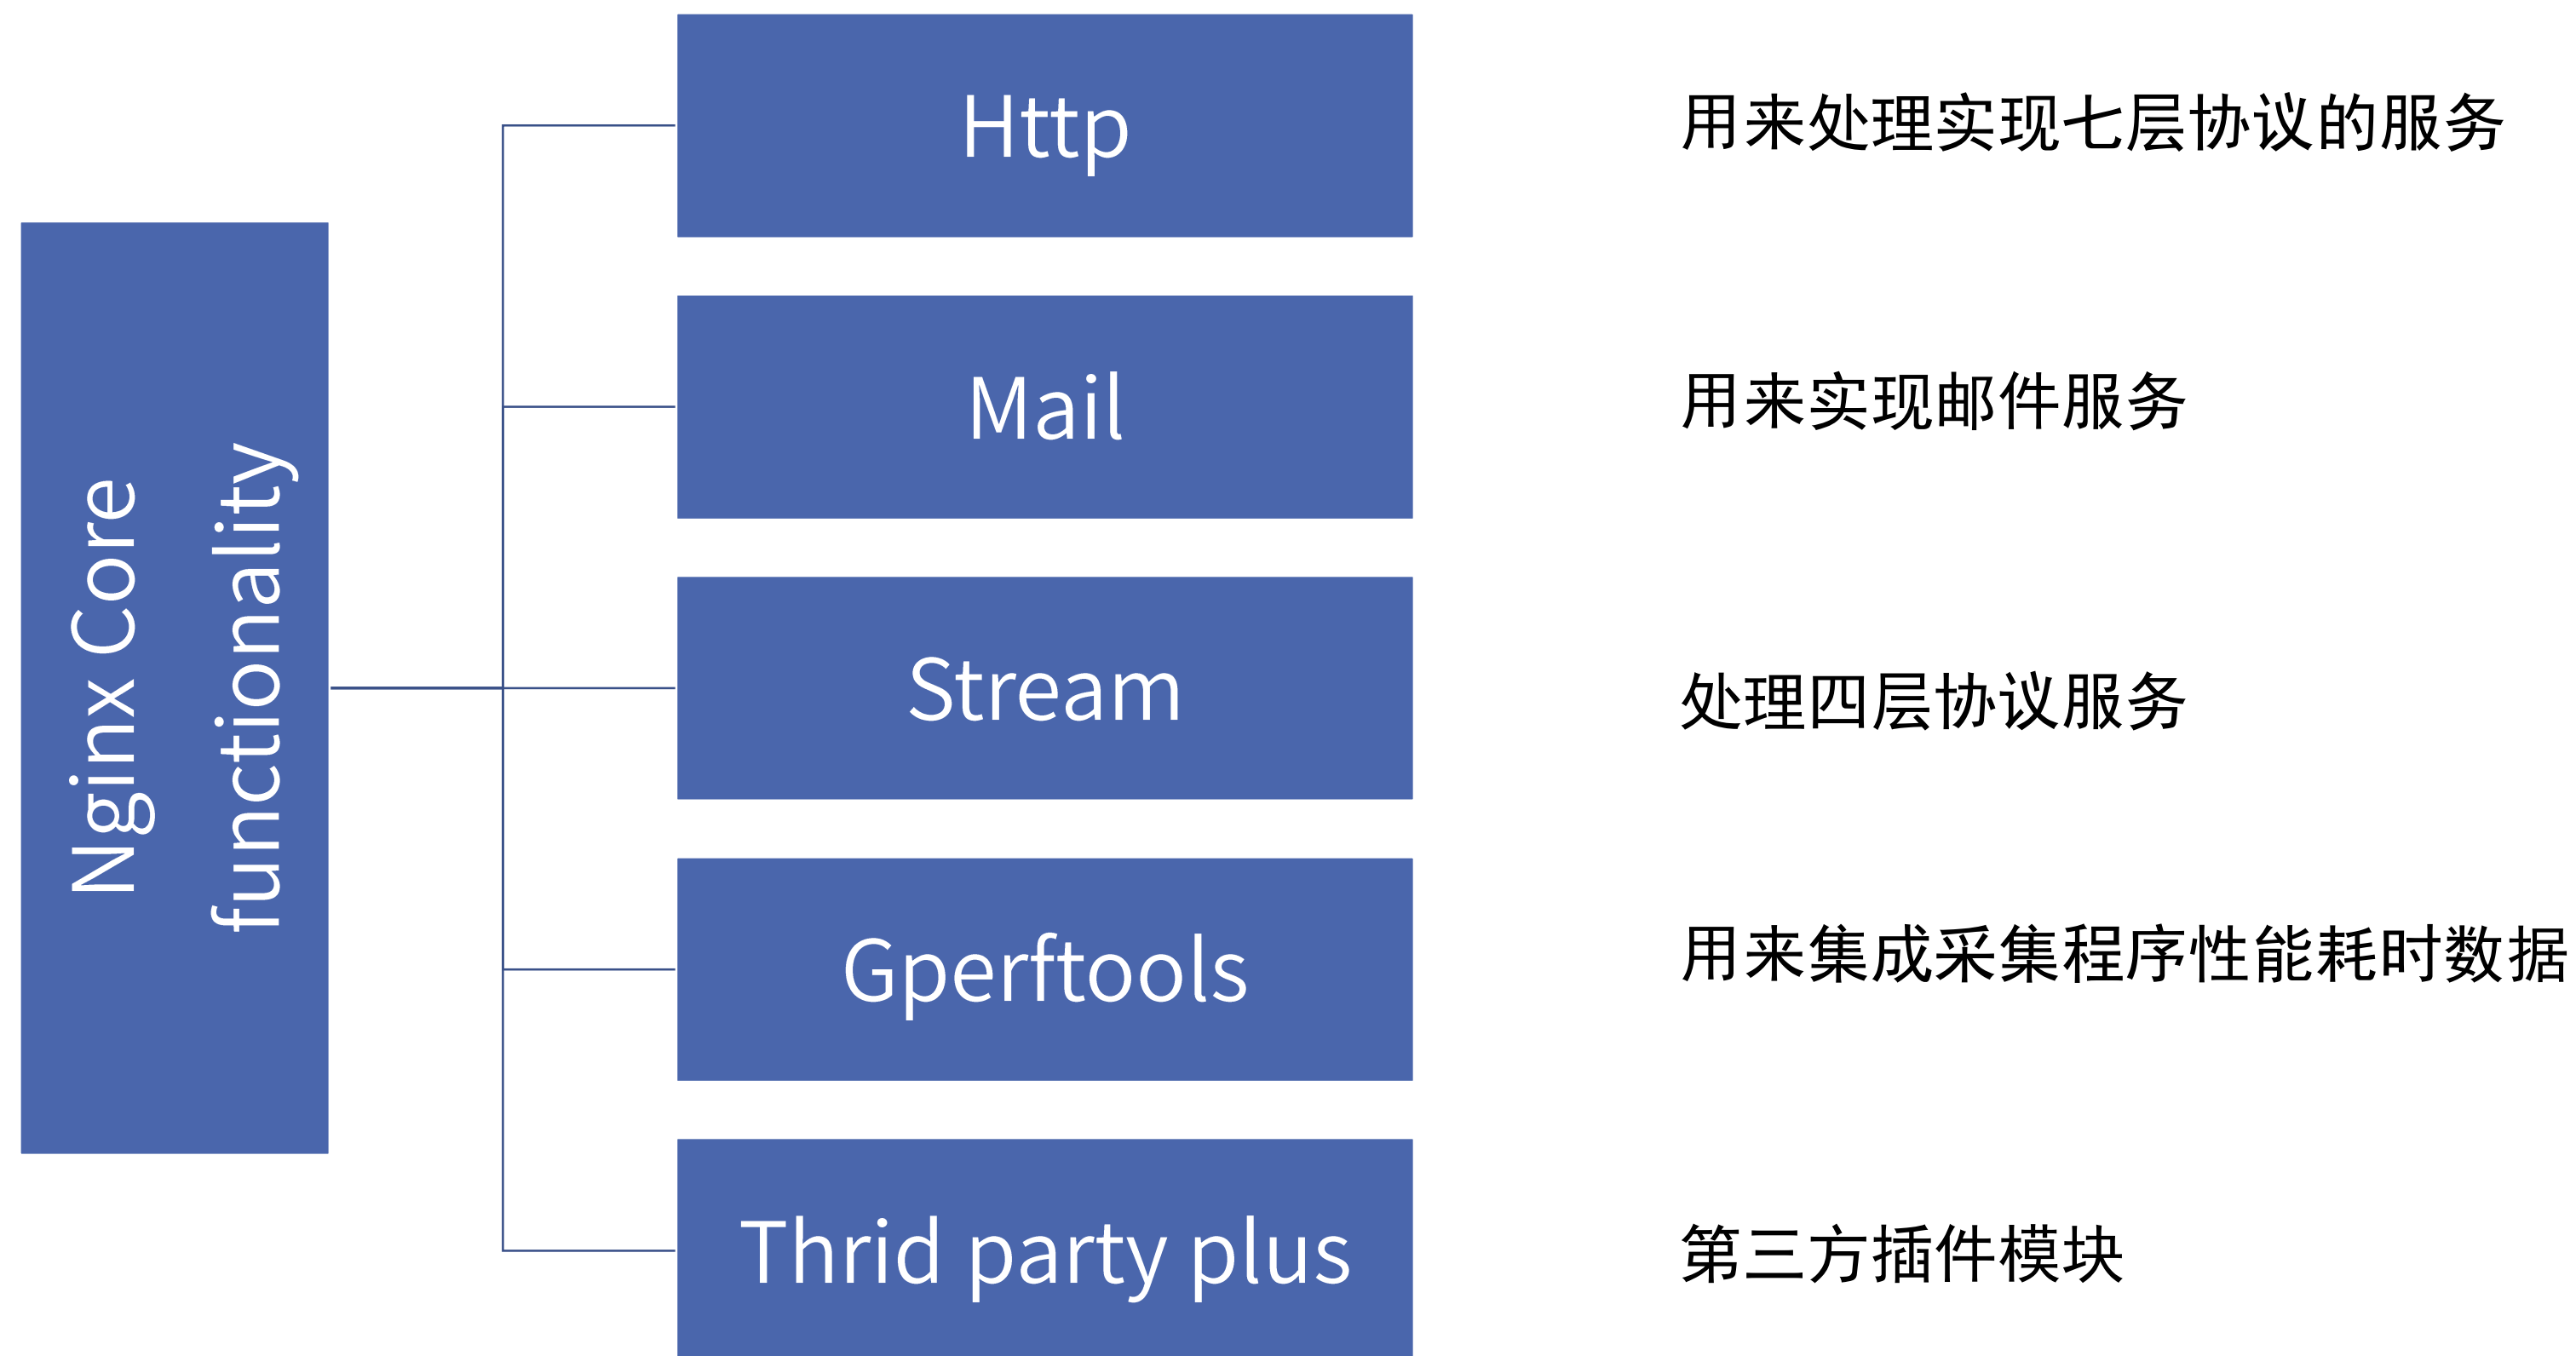 Nginx Core
functionality
Http
用来处理实现七层协议的服务
Mail
用来实现邮件服务
Stream
处理四层协议服务
Gperftools
用来集成采集程序性能耗时数据
Thrid party plus
第三方插件模块